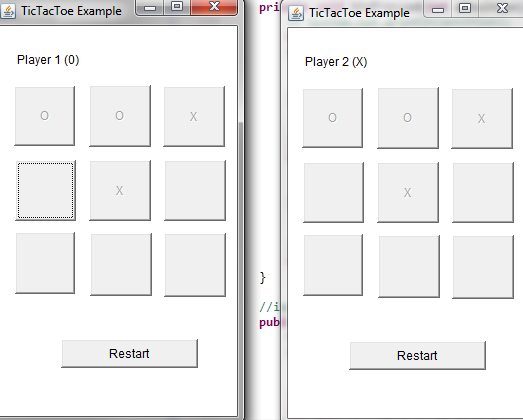 TicTacToe Example
Player 1 (0)
O O X
X
Restart
pri
}
//i
pub
TicTacToe Example
Player 2 (X)
O O X
X
Restart